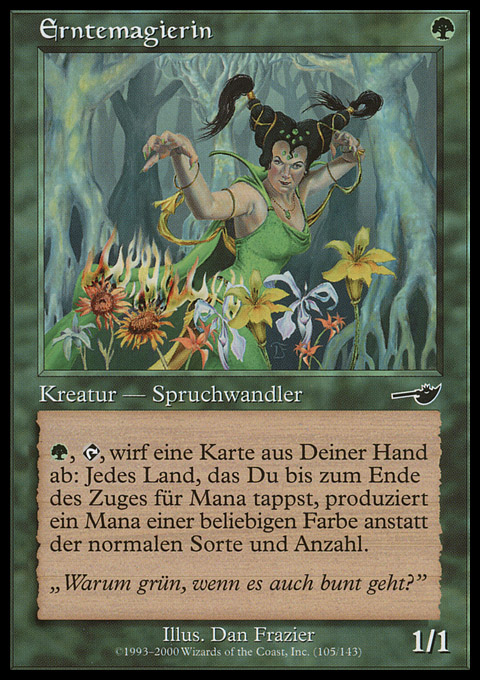 Erntemagierin
Kreatur — Spruchwandler
, , wirf eine Karte aus Deiner Hand
ab: Jedes Land, das Du bis zum Ende
des Zuges für Mana tappst, produziert
ein Mana einer beliebigen Farbe anstatt
der normalen Sorte und Anzahl.
„Warum grün, wenn es auch bunt geht?”
Illus. Dan Frazier
1/1
©1993–2000 Wizards of the Coast, Inc. (105/143)